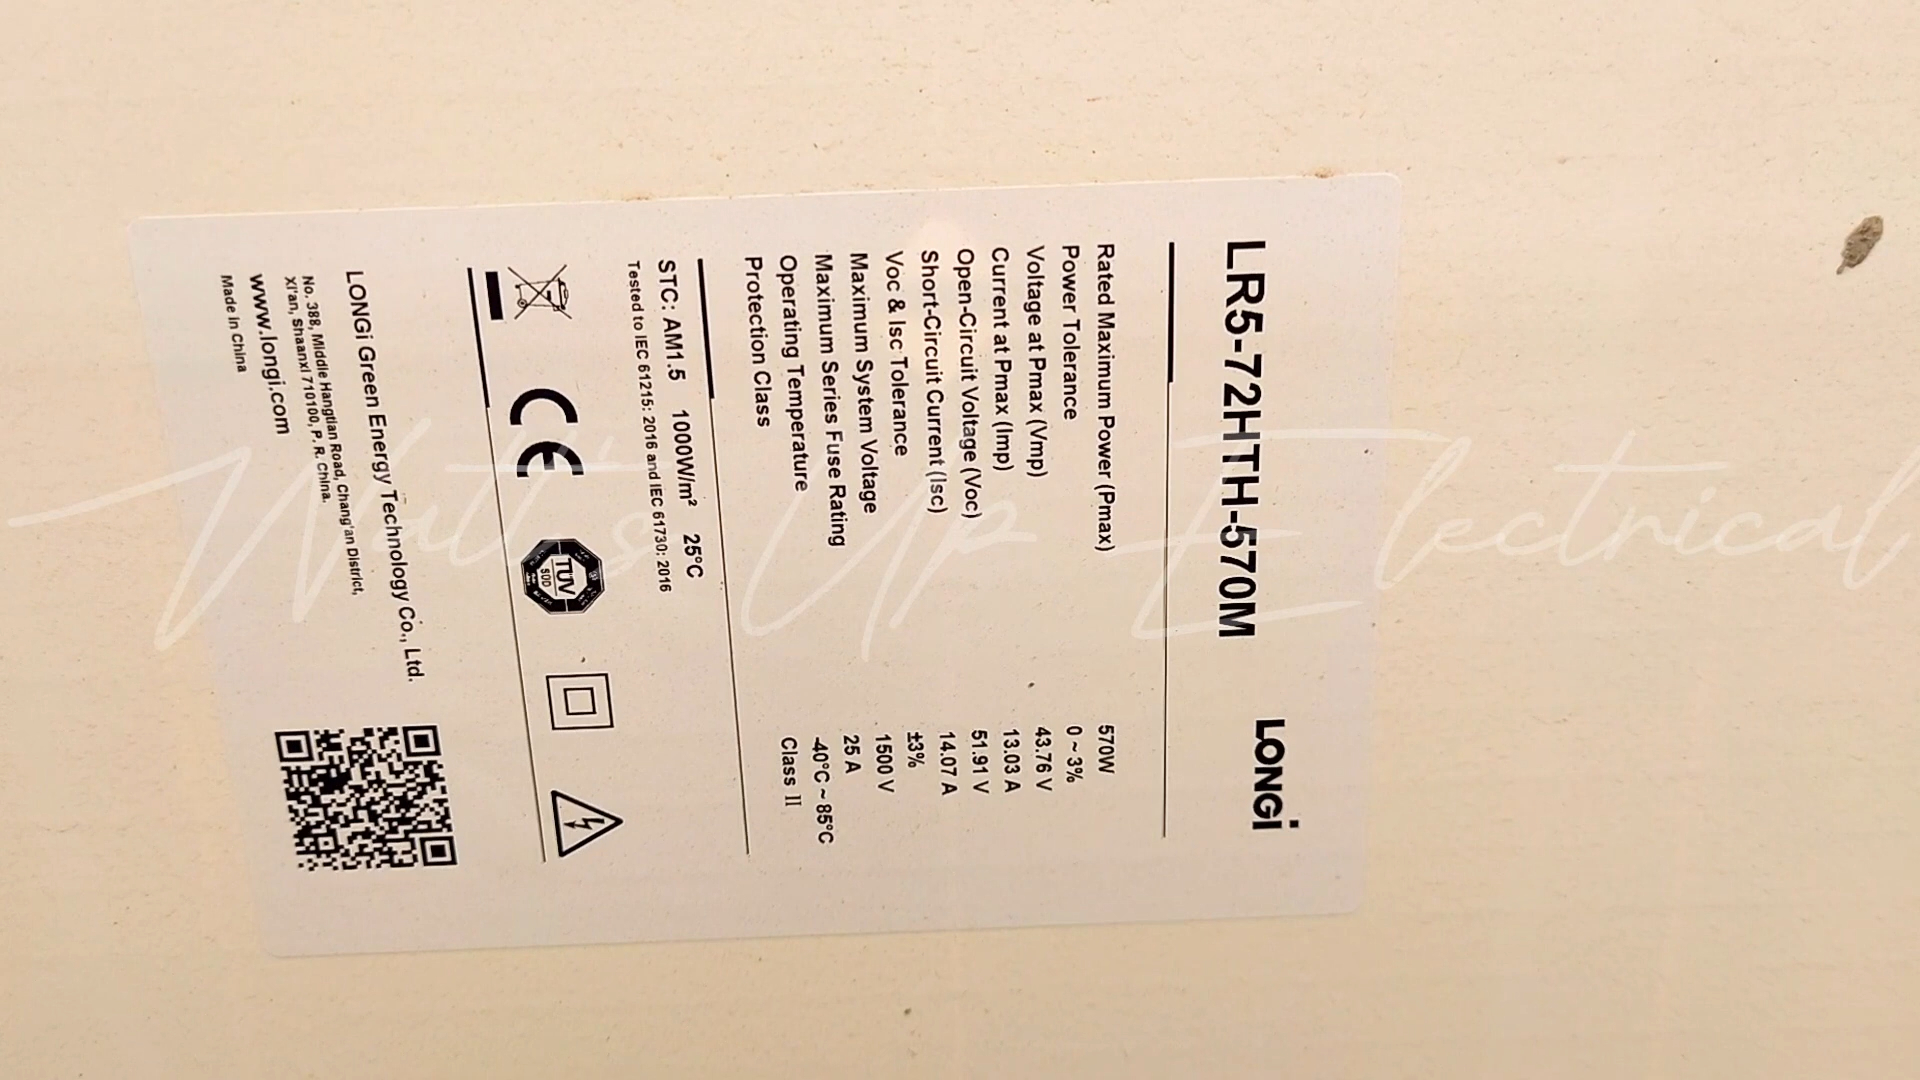 LR5-72HTH-570M LONGi
Rated Maximum Power (Pmax) 570W
Power Tolerance 0 ~ 3%
Voltage at Pmax (Vmp) 43.76 V
Current at Pmax (Imp) 13.03 A
Open-Circuit Voltage (Voc) 51.91 V
Short-Circuit Current (Isc) 14.07 A
Voc & Isc Tolerance ±3%
Maximum System Voltage 1500 V
Maximum Series Fuse Rating 25 A
Operating Temperature -40°C ~ 85°C
Protection Class Class II
STC: AM1.5 1000W/m² 25°C
Tested to IEC 61215: 2016 and IEC 61730: 2016
CE TÜV SÜD
LONGi Green Energy Technology Co., Ltd.
No. 388, Middle Hangtian Road, Chang'an District,
Xi'an, Shaanxi 710100, P. R. China.
www.longi.com
Made in China
Watt's Up Electrical